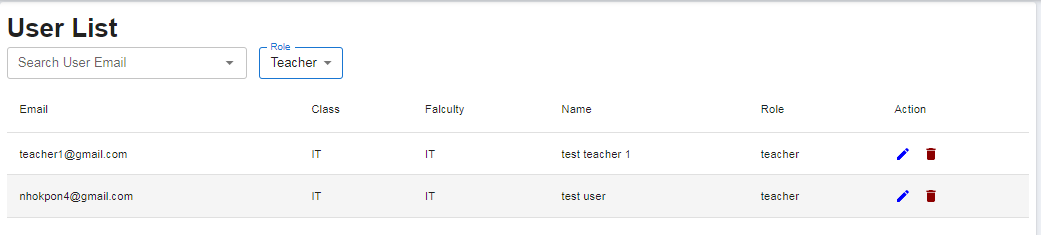 User List
Role
Search User Email Teacher
Email Class Falculty Name Role Action
teacher1@gmail.com IT IT test teacher 1 teacher
nhokpon4@gmail.com IT IT test user teacher